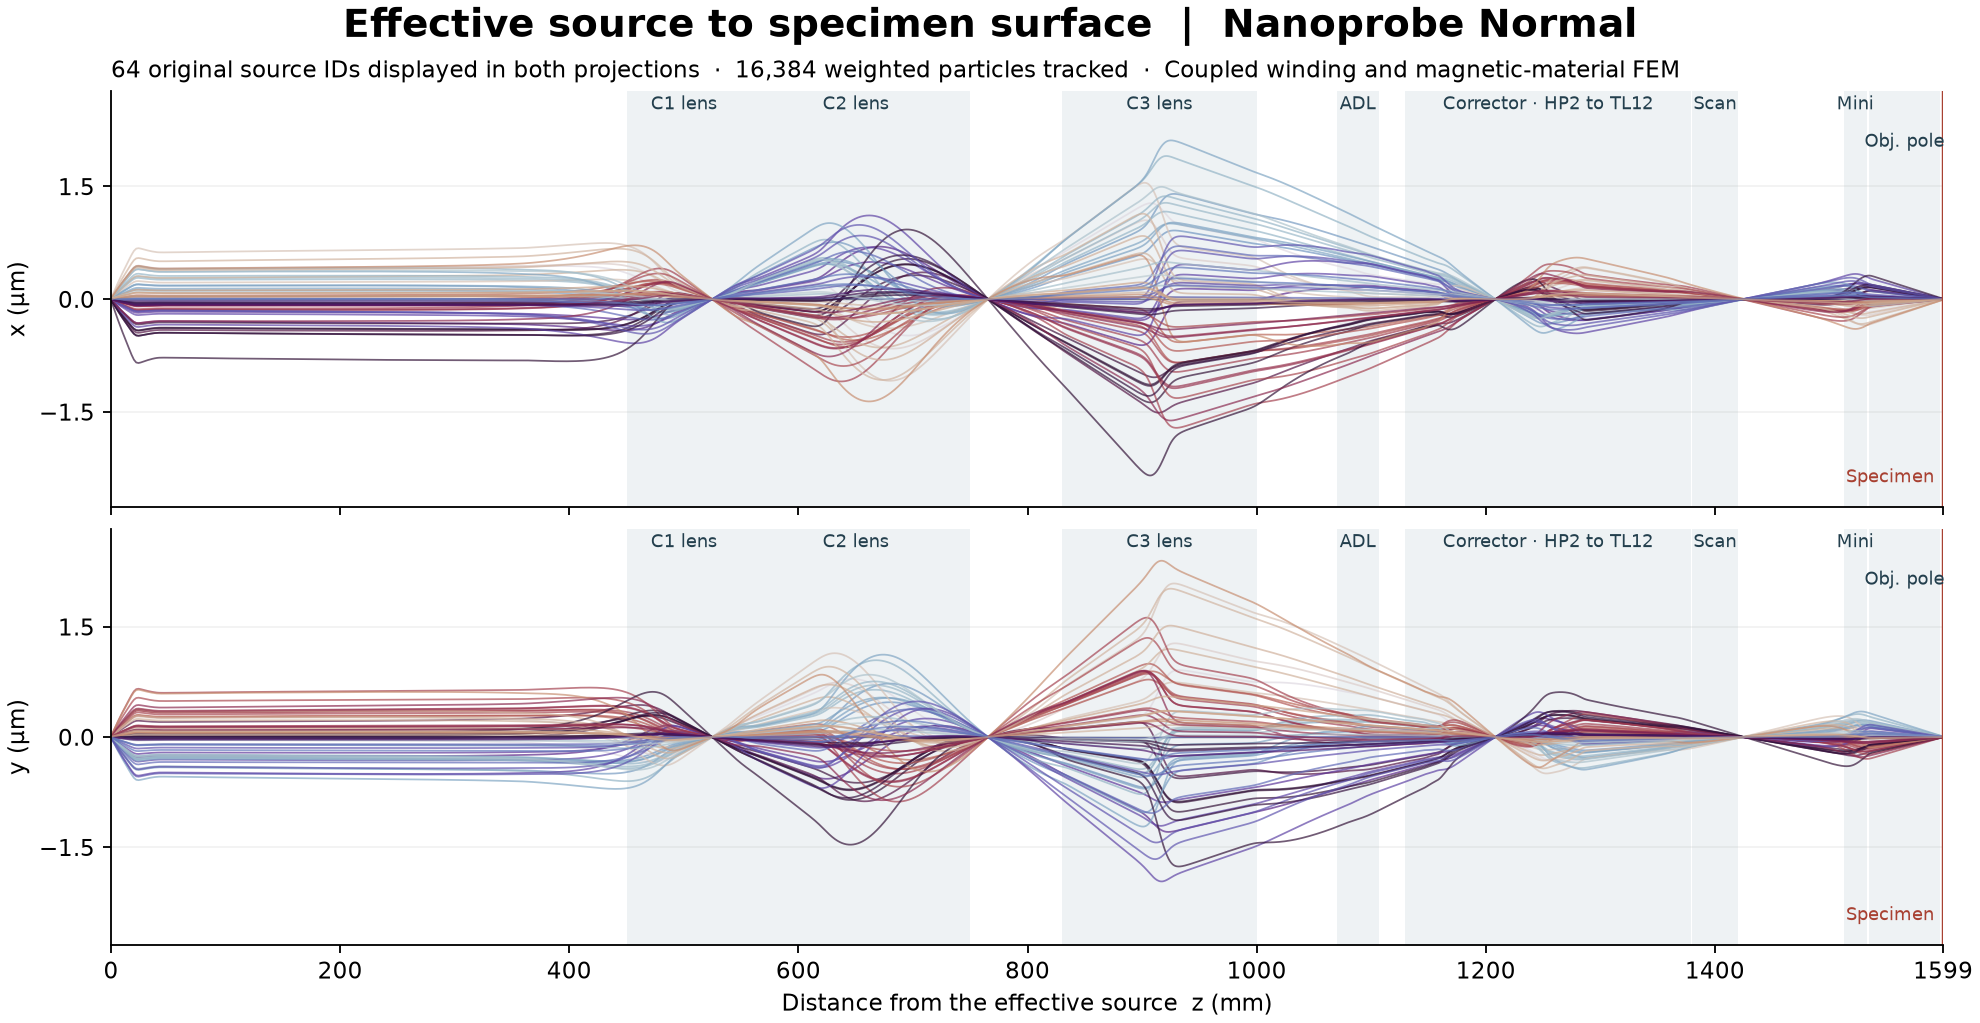 Effective source to specimen surface | Nanoprobe Normal
64 original source IDs displayed in both projections · 16,384 weighted particles tracked · Coupled winding and magnetic-material FEM
C1 lens C2 lens C3 lens ADL Corrector · HP2 to TL12 Scan Mini
Obj. pole
1.5
0.0
−1.5
x (µm)
Specimen
C1 lens C2 lens C3 lens ADL Corrector · HP2 to TL12 Scan Mini
Obj. pole
1.5
0.0
−1.5
y (µm)
Specimen
0 200 400 600 800 1000 1200 1400 1599
Distance from the effective source z (mm)